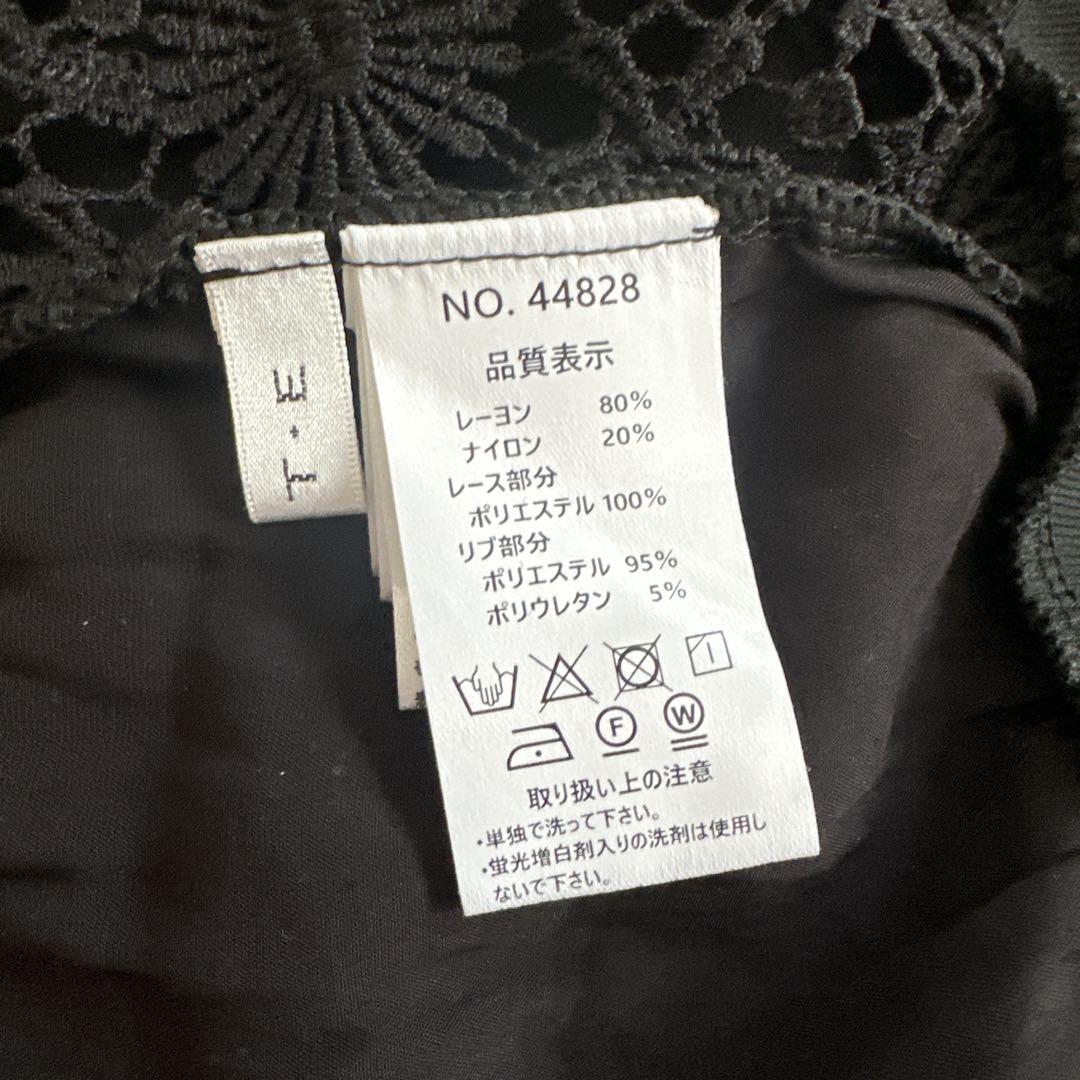 NO. 44828
品質表示
レーヨン 80%
ナイロン 20%
レース部分
ポリエステル 100%
リブ部分
ポリエステル 95%
ポリウレタン 5%
F W
取り扱い上の注意
・単独で洗って下さい。
・蛍光増白剤入りの洗剤は使用し
ないで下さい。